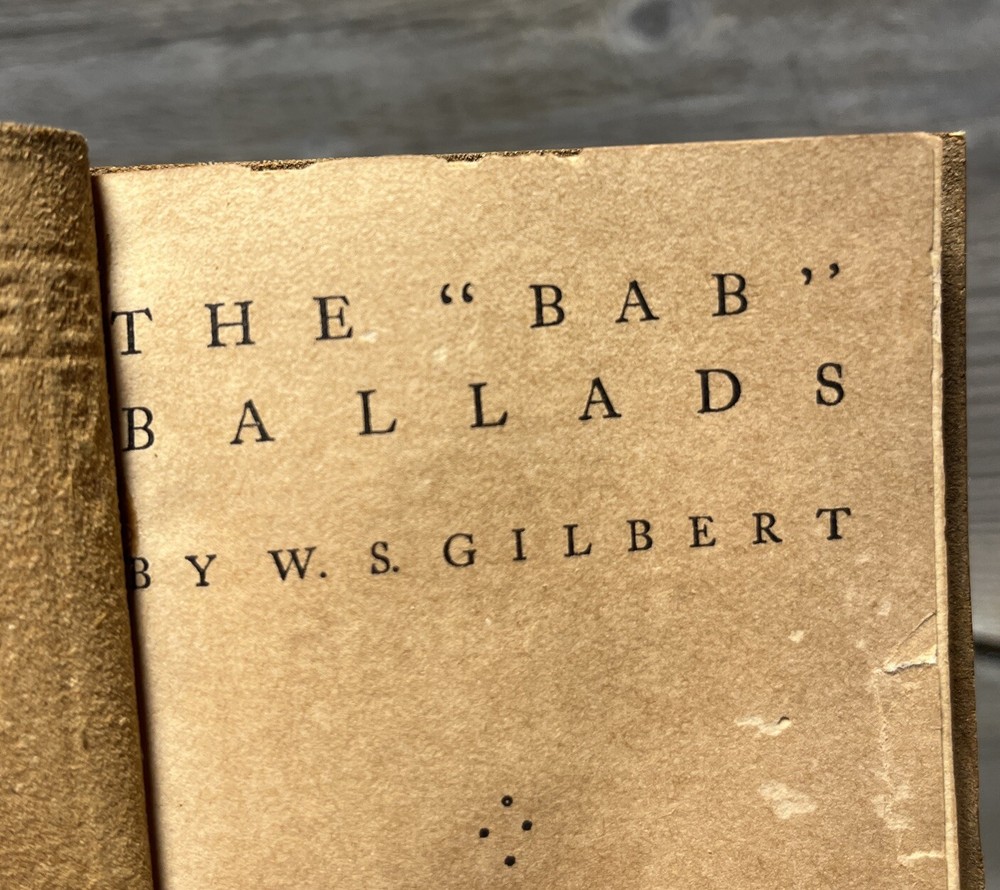 THE “BAB”
BALLADS
BY W. S. GILBERT